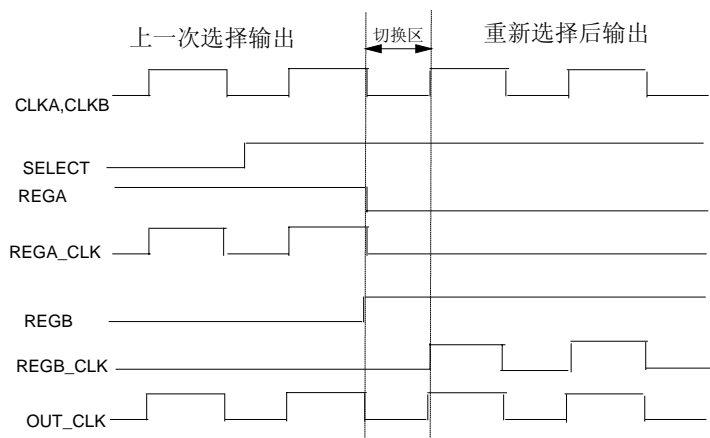 上一次选择输出
切换区
重新选择后输出
CLKA,CLKB
SELECT
REGA
REGA_CLK
REGB
REGB_CLK
OUT_CLK